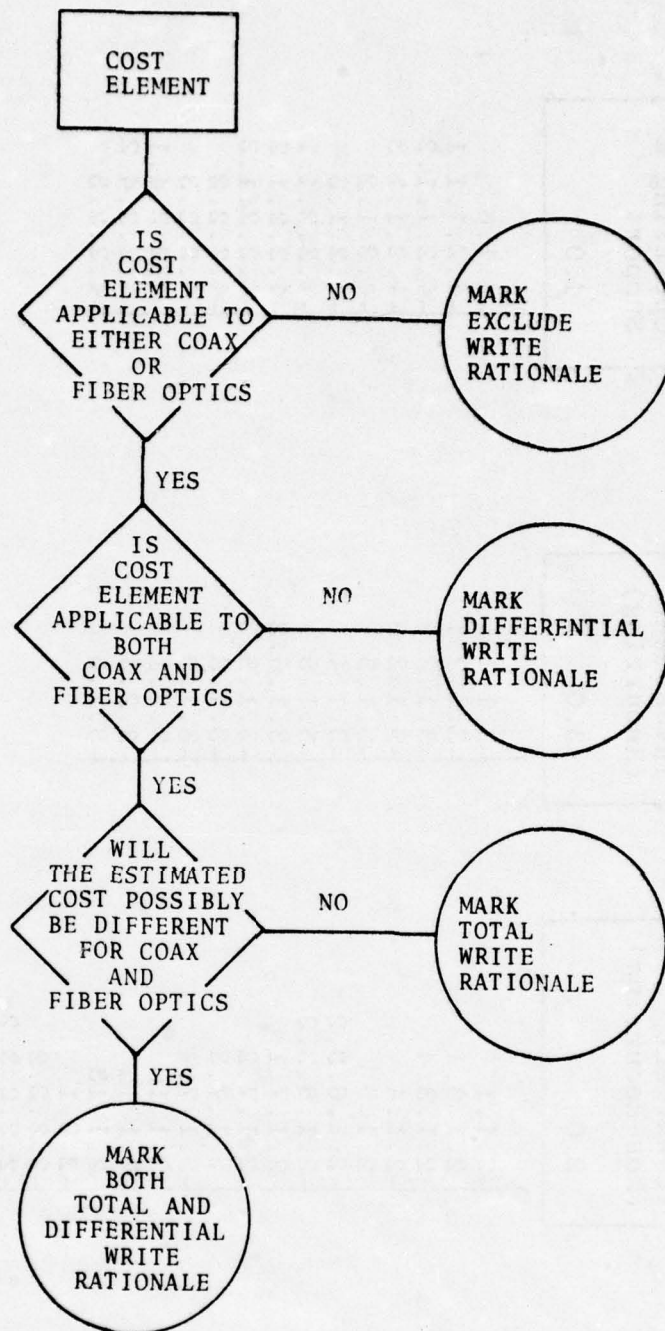 COST
ELEMENT
IS
COST
ELEMENT
APPLICABLE TO
EITHER COAX
OR
FIBER OPTICS
NO
MARK
EXCLUDE
WRITE
RATIONALE
YES
IS
COST
ELEMENT
APPLICABLE TO
BOTH
COAX AND
FIBER OPTICS
NO
MARK
DIFFERENTIAL
WRITE
RATIONALE
YES
WILL
THE ESTIMATED
COST POSSIBLY
BE DIFFERENT
FOR COAX
AND
FIBER OPTICS
NO
MARK
TOTAL
WRITE
RATIONALE
YES
MARK
BOTH
TOTAL AND
DIFFERENTIAL
WRITE
RATIONALE